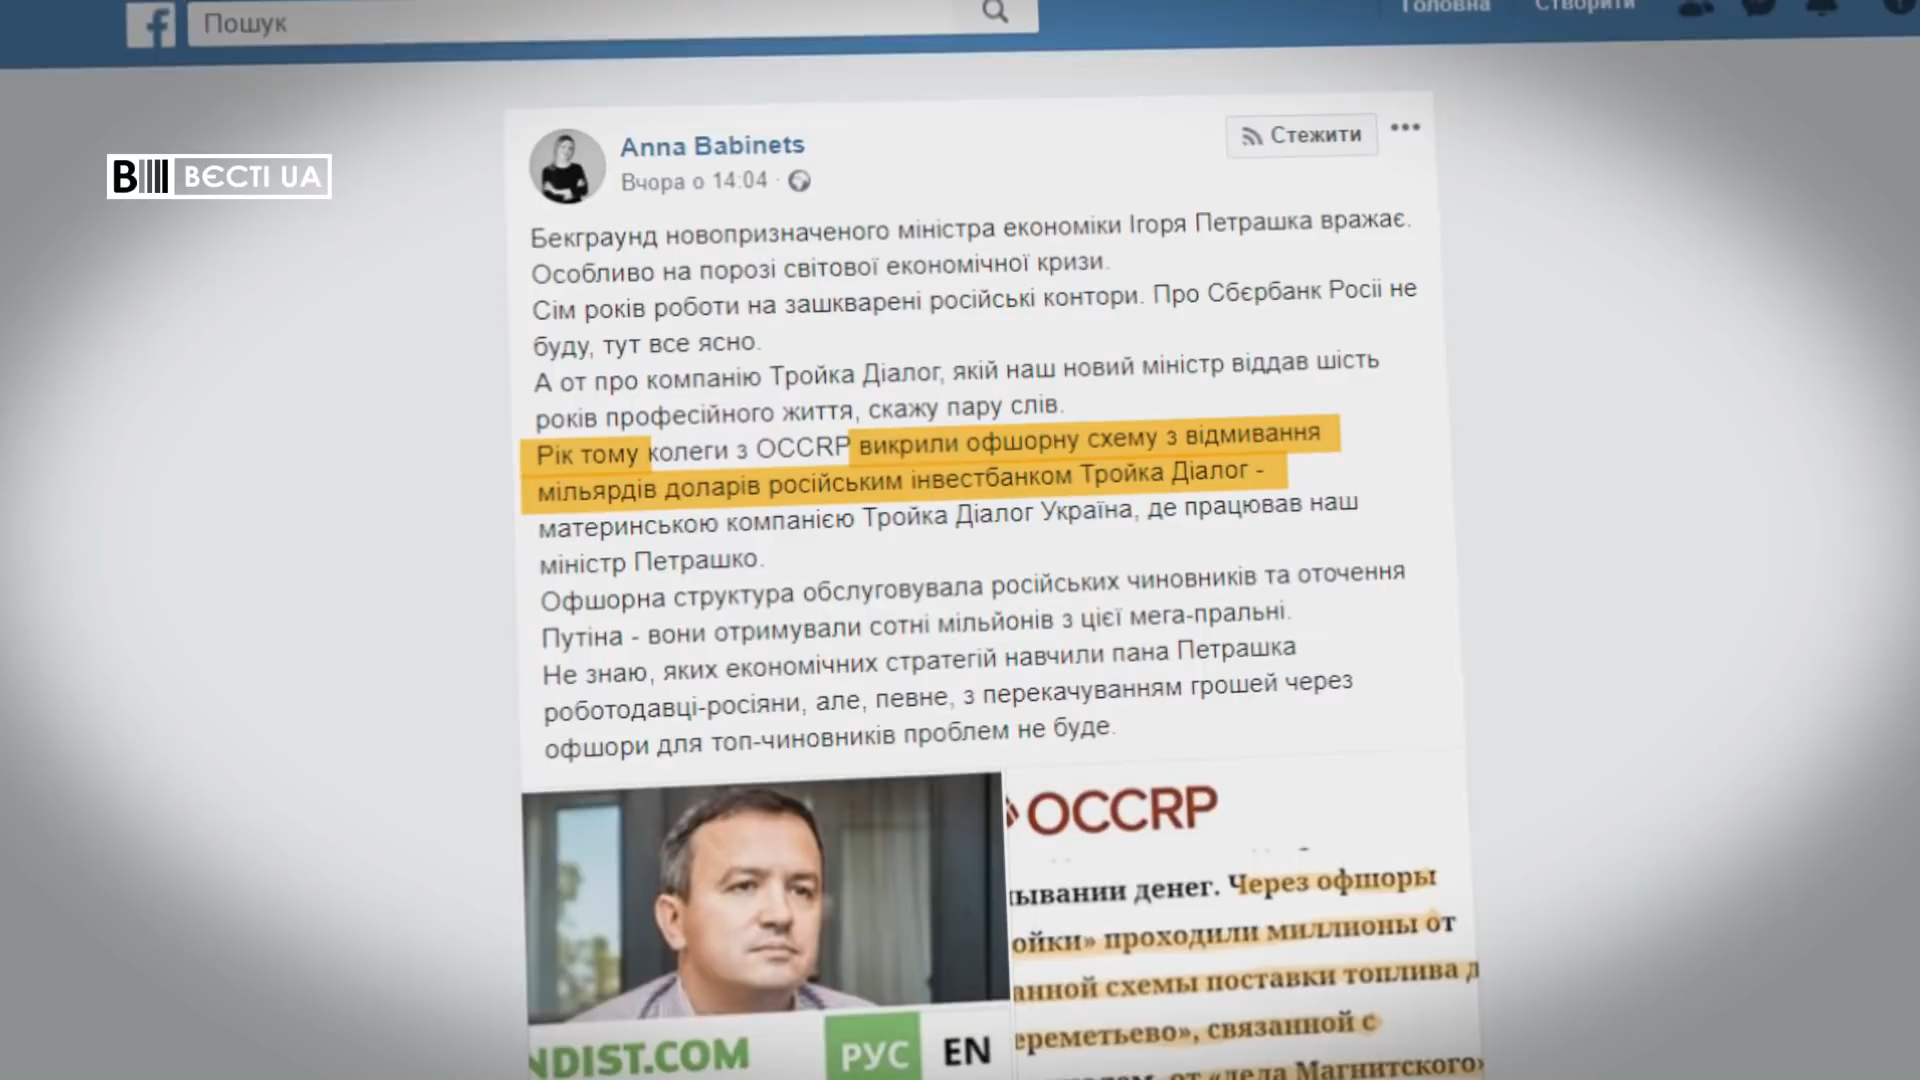 Пошук
Головна Створити
ВЄСТІ UA
Anna Babinets
Стежити
Вчора о 14:04
Бекграунд новопризначеного міністра економіки Ігоря Петрашка вражає.
Особливо на порозі світової економічної кризи.
Сім років роботи на зашкварені російські контори. Про Сбєрбанк Росії не
буду, тут все ясно.
А от про компанію Тройка Діалог, якій наш новий міністр віддав шість
років професійного життя, скажу пару слів.
Рік тому колеги з OCCRP викрили офшорну схему з відмивання
мільярдів доларів російським інвестбанком Тройка Діалог -
материнською компанією Тройка Діалог Україна, де працював наш
міністр Петрашко.
Офшорна структура обслуговувала російських чиновників та оточення
Путіна - вони отримували сотні мільйонів з цієї мега-пральні.
Не знаю, яких економічних стратегій навчили пана Петрашка
роботодавці-росіяни, але, певне, з перекачуванням грошей через
офшори для топ-чиновників проблем не буде.
OCCRP
ывании денег. Через офшоры
ойки» проходили миллионы от
анной схемы поставки топлива д
ереметьево», связанной с
от «дела Магнитского»
NDIST.COM РУС EN